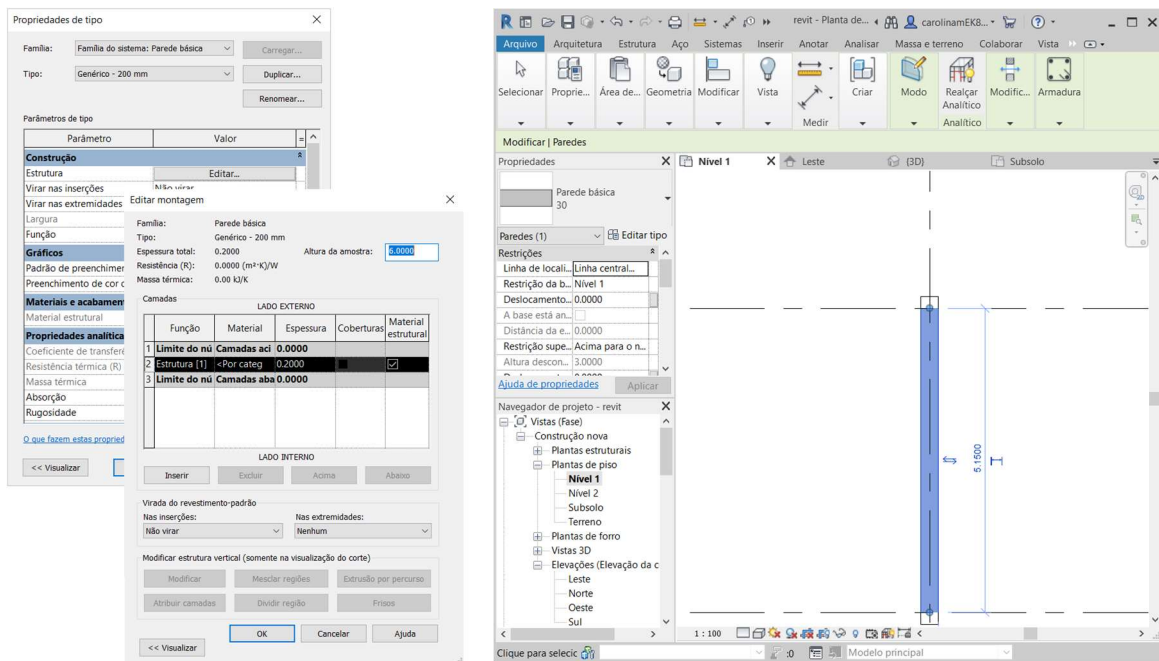 Propriedades de tipo
Família: Família do sistema: Parede básica Carregar...
Tipo: Genérico - 200 mm Duplicar...
Renomear...
Parâmetros de tipo
Parâmetro Valor =
Construção
Estrutura Editar...
Virar nas inserções Não virar
Virar nas extremidades
Largura
Função
Gráficos
Padrão de preenchimen
Preenchimento de cor d
Materiais e acabamen
Material estrutural
Propriedades analítica
Coeficiente de transferê
Resistência térmica (R)
Massa térmica
Absorção
Rugosidade
O que fazem estas propried
<< Visualizar
Editar montagem
Família: Parede básica
Tipo: Genérico - 200 mm
Espessura total: 0.2000 Altura da amostra: 6.0000
Resistência (R): 0.0000 (m²·K)/W
Massa térmica: 0.00 kJ/K
Camadas
LADO EXTERNO
Função Material Espessura Coberturas Material estrutural
1 Limite do nú Camadas aci 0.0000
2 Estrutura [1] <Por categ 0.2000
3 Limite do nú Camadas aba 0.0000
LADO INTERNO
Inserir Excluir Acima Abaixo
Virada do revestimento-padrão
Nas inserções: Nas extremidades:
Não virar Nenhum
Modificar estrutura vertical (somente na visualização do corte)
Modificar Mesclar regiões Extrusão por percurso
Atribuir camadas Dividir região Frisos
OK Cancelar Ajuda
<< Visualizar
revit - Planta de... carolinamEK8...
Arquivo Arquitetura Estrutura Aço Sistemas Inserir Anotar Analisar Massa e terreno Colaborar Vista
Selecionar Proprie... Área de... Geometria Modificar Vista Criar Modo Realçar Analítico Modific... Armadura
Medir Analítico
Modificar | Paredes
Propriedades
Parede básica
30
Paredes (1) Editar tipo
Restrições
Linha de locali... Linha central...
Restrição da b... Nível 1
Deslocamento... 0.0000
A base está an...
Distância da e... 0.0000
Restrição supe... Acima para o n...
Altura descon... 3.0000
Ajuda de propriedades Aplicar
Navegador de projeto - revit
Vistas (Fase)
Construção nova
Plantas estruturais
Plantas de piso
Nível 1
Nível 2
Subsolo
Terreno
Plantas de forro
Vistas 3D
Elevações (Elevação da c
Leste
Norte
Oeste
Sul
Nível 1 Leste {3D} Subsolo
5.1500
1 : 100
Clique para selecic :0 Modelo principal